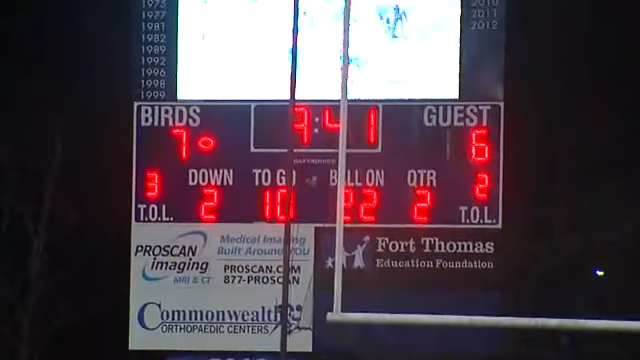 1973
1977
1981
1982
1989
1992
1996
1998
1999
2010
2011
2012
BIRDS 7:41 GUEST
7 6
3 DOWN TO GO BALL ON QTR 2
T.O.L. 2 10 22 2 T.O.L.
PROSCAN imaging
MRI & CT
Medical Imaging
Built Around YOU
PROSCAN.COM
877-PROSCAN
COMMONWEALTH
ORTHOPAEDIC CENTERS
Fort Thomas
Education Foundation